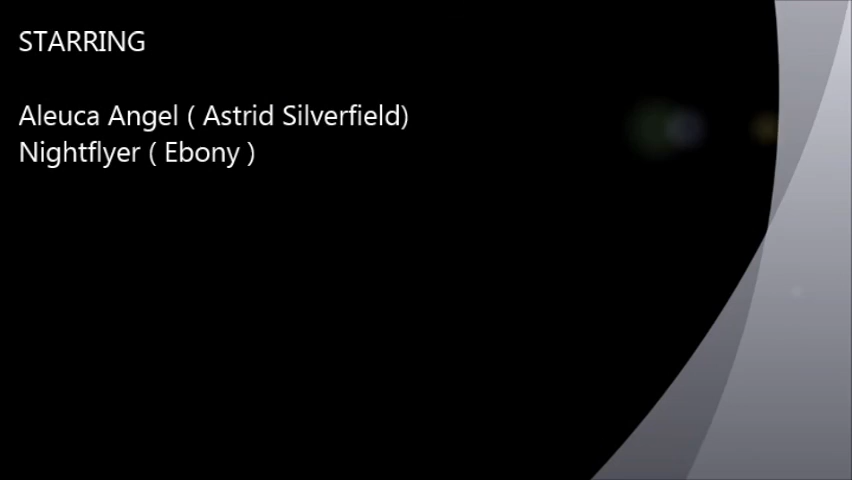 STARRING
Aleuca Angel ( Astrid Silverfield)
Nightflyer ( Ebony )